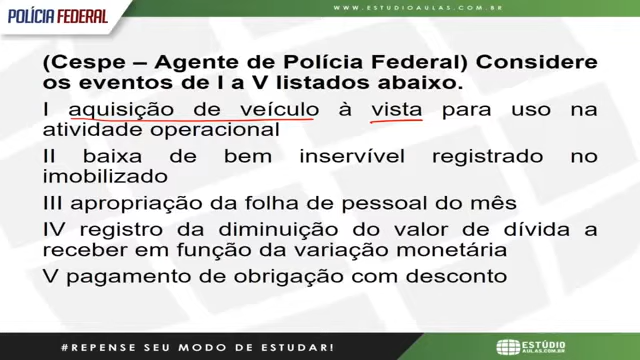 POLÍCIA FEDERAL
WWW.ESTUDIOAULAS.COM.BR
(Cespe – Agente de Polícia Federal) Considere
os eventos de I a V listados abaixo.
I aquisição de veículo à vista para uso na
atividade operacional
II baixa de bem inservível registrado no
imobilizado
III apropriação da folha de pessoal do mês
IV registro da diminuição do valor de dívida a
receber em função da variação monetária
V pagamento de obrigação com desconto
#REPENSE SEU MODO DE ESTUDAR!
ESTÚDIO
AULAS.COM.BR